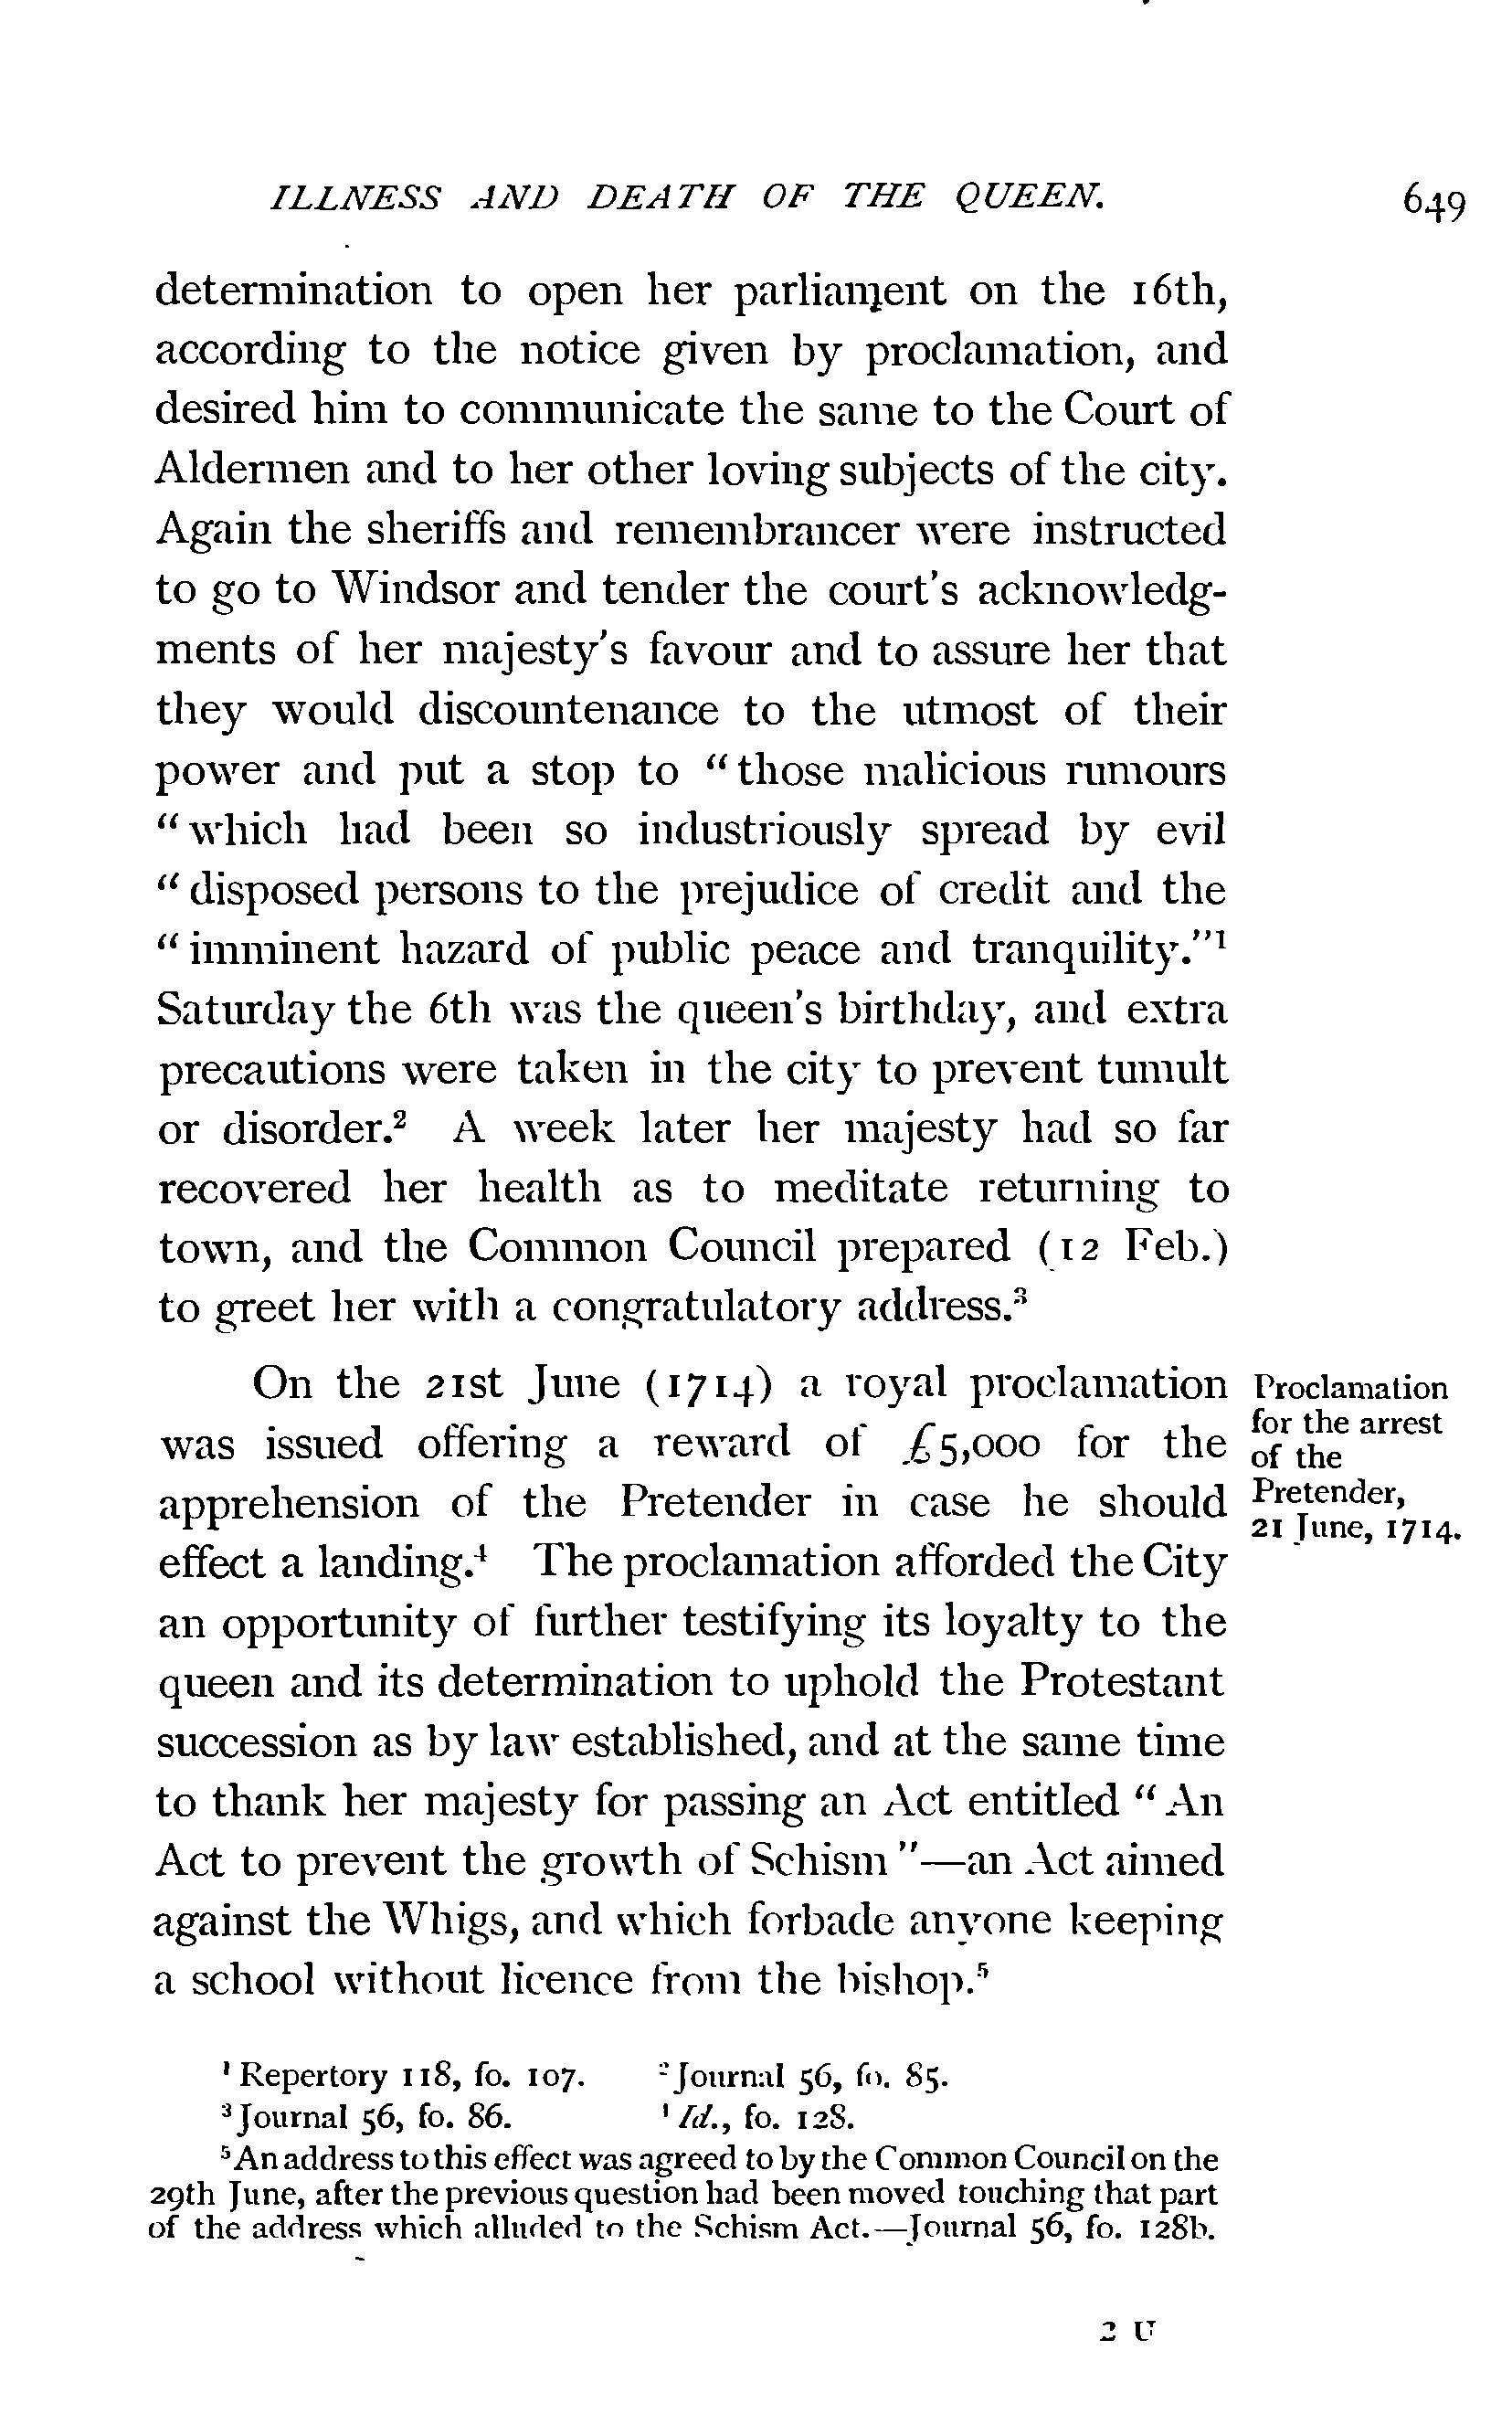 ILLNESS AND DEATH OF THE QUEEN. 649
determination to open her parliament on the 16th,
according to the notice given by proclamation, and
desired him to communicate the same to the Court of
Aldermen and to her other loving subjects of the city.
Again the sheriffs and remembrancer were instructed
to go to Windsor and tender the court's acknowledg-
ments of her majesty's favour and to assure her that
they would discountenance to the utmost of their
power and put a stop to "those malicious rumours
"which had been so industriously spread by evil
"disposed persons to the prejudice of credit and the
"imminent hazard of public peace and tranquility."¹
Saturday the 6th was the queen's birthday, and extra
precautions were taken in the city to prevent tumult
or disorder.² A week later her majesty had so far
recovered her health as to meditate returning to
town, and the Common Council prepared (12 Feb.)
to greet her with a congratulatory address.³
On the 21st June (1714) a royal proclamation
was issued offering a reward of £5,000 for the
apprehension of the Pretender in case he should
effect a landing.⁴ The proclamation afforded the City
an opportunity of further testifying its loyalty to the
queen and its determination to uphold the Protestant
succession as by law established, and at the same time
to thank her majesty for passing an Act entitled "An
Act to prevent the growth of Schism"—an Act aimed
against the Whigs, and which forbade anyone keeping
a school without licence from the bishop.⁵
Proclamation
for the arrest
of the
Pretender,
21 June, 1714.
¹ Repertory 118, fo. 107. ² Journal 56, fo. 85.
³ Journal 56, fo. 86. ⁴ Id., fo. 128.
⁵ An address to this effect was agreed to by the Common Council on the
29th June, after the previous question had been moved touching that part
of the address which alluded to the Schism Act.—Journal 56, fo. 128b.
2 U